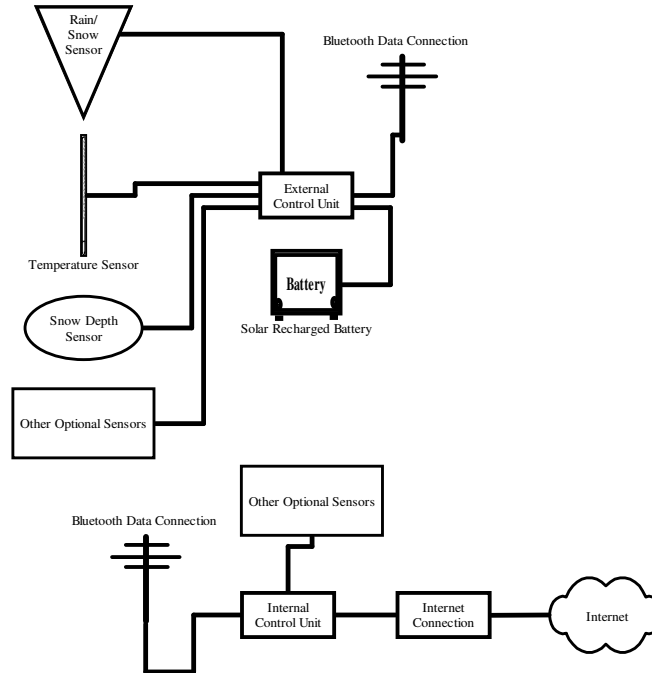 Rain/
Snow
Sensor
Bluetooth Data Connection
External
Control Unit
Temperature Sensor
Battery
Solar Recharged Battery
Snow Depth
Sensor
Other Optional Sensors
Other Optional Sensors
Bluetooth Data Connection
Internal
Control Unit
Internet
Connection
Internet